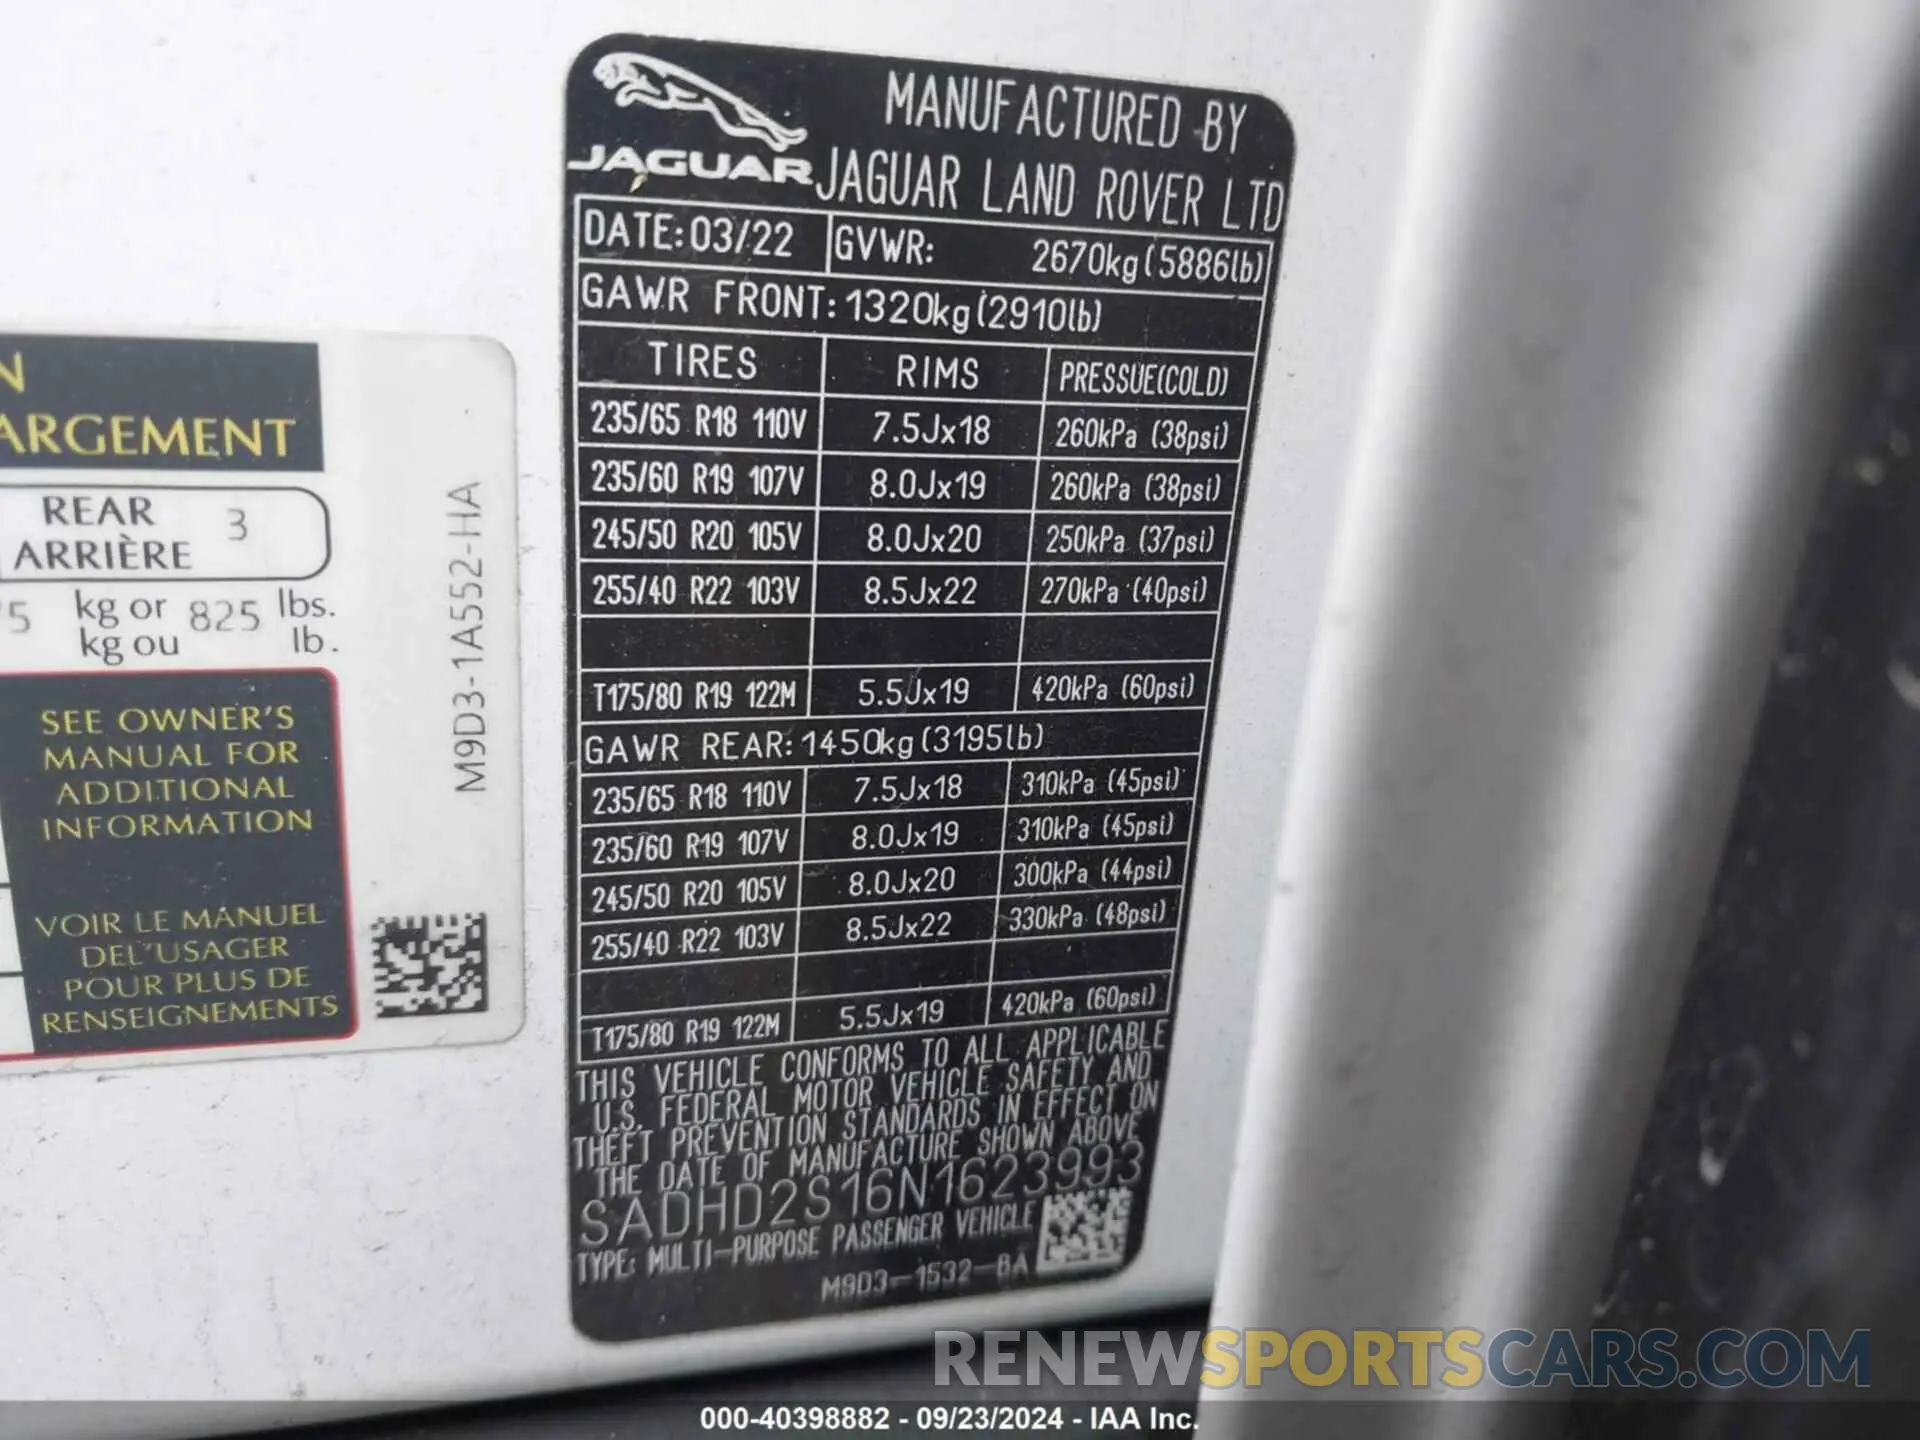 N
ARGEMENT
REAR 3
ARRIÈRE
5 kg or 825 lbs.
kg ou lb.
SEE OWNER'S
MANUAL FOR
ADDITIONAL
INFORMATION
VOIR LE MANUEL
DEL'USAGER
POUR PLUS DE
RENSEIGNEMENTS
M9D3-1A552-HA
JAGUAR
MANUFACTURED BY
JAGUAR LAND ROVER LTD
DATE:03/22 GVWR: 2670kg(5886lb)
GAWR FRONT:1320kg(2910lb)
TIRES RIMS PRESSUE(COLD)
235/65 R18 110V 7.5Jx18 260kPa (38psi)
235/60 R19 107V 8.0Jx19 260kPa (38psi)
245/50 R20 105V 8.0Jx20 250kPa (37psi)
255/40 R22 103V 8.5Jx22 270kPa (40psi)
T175/80 R19 122M 5.5Jx19 420kPa (60psi)
GAWR REAR:1450kg(3195lb)
235/65 R18 110V 7.5Jx18 310kPa (45psi)
235/60 R19 107V 8.0Jx19 310kPa (45psi)
245/50 R20 105V 8.0Jx20 300kPa (44psi)
255/40 R22 103V 8.5Jx22 330kPa (48psi)
T175/80 R19 122M 5.5Jx19 420kPa (60psi)
THIS VEHICLE CONFORMS TO ALL APPLICABLE
U.S. FEDERAL MOTOR VEHICLE SAFETY AND
THEFT PREVENTION STANDARDS IN EFFECT ON
THE DATE OF MANUFACTURE SHOWN ABOVE
SADHD2S16N1623993
TYPE: MULTI-PURPOSE PASSENGER VEHICLE
M9D3-1532-BA
RENEWSPORTSCARS.COM
000-40398882 - 09/23/2024 - IAA Inc.